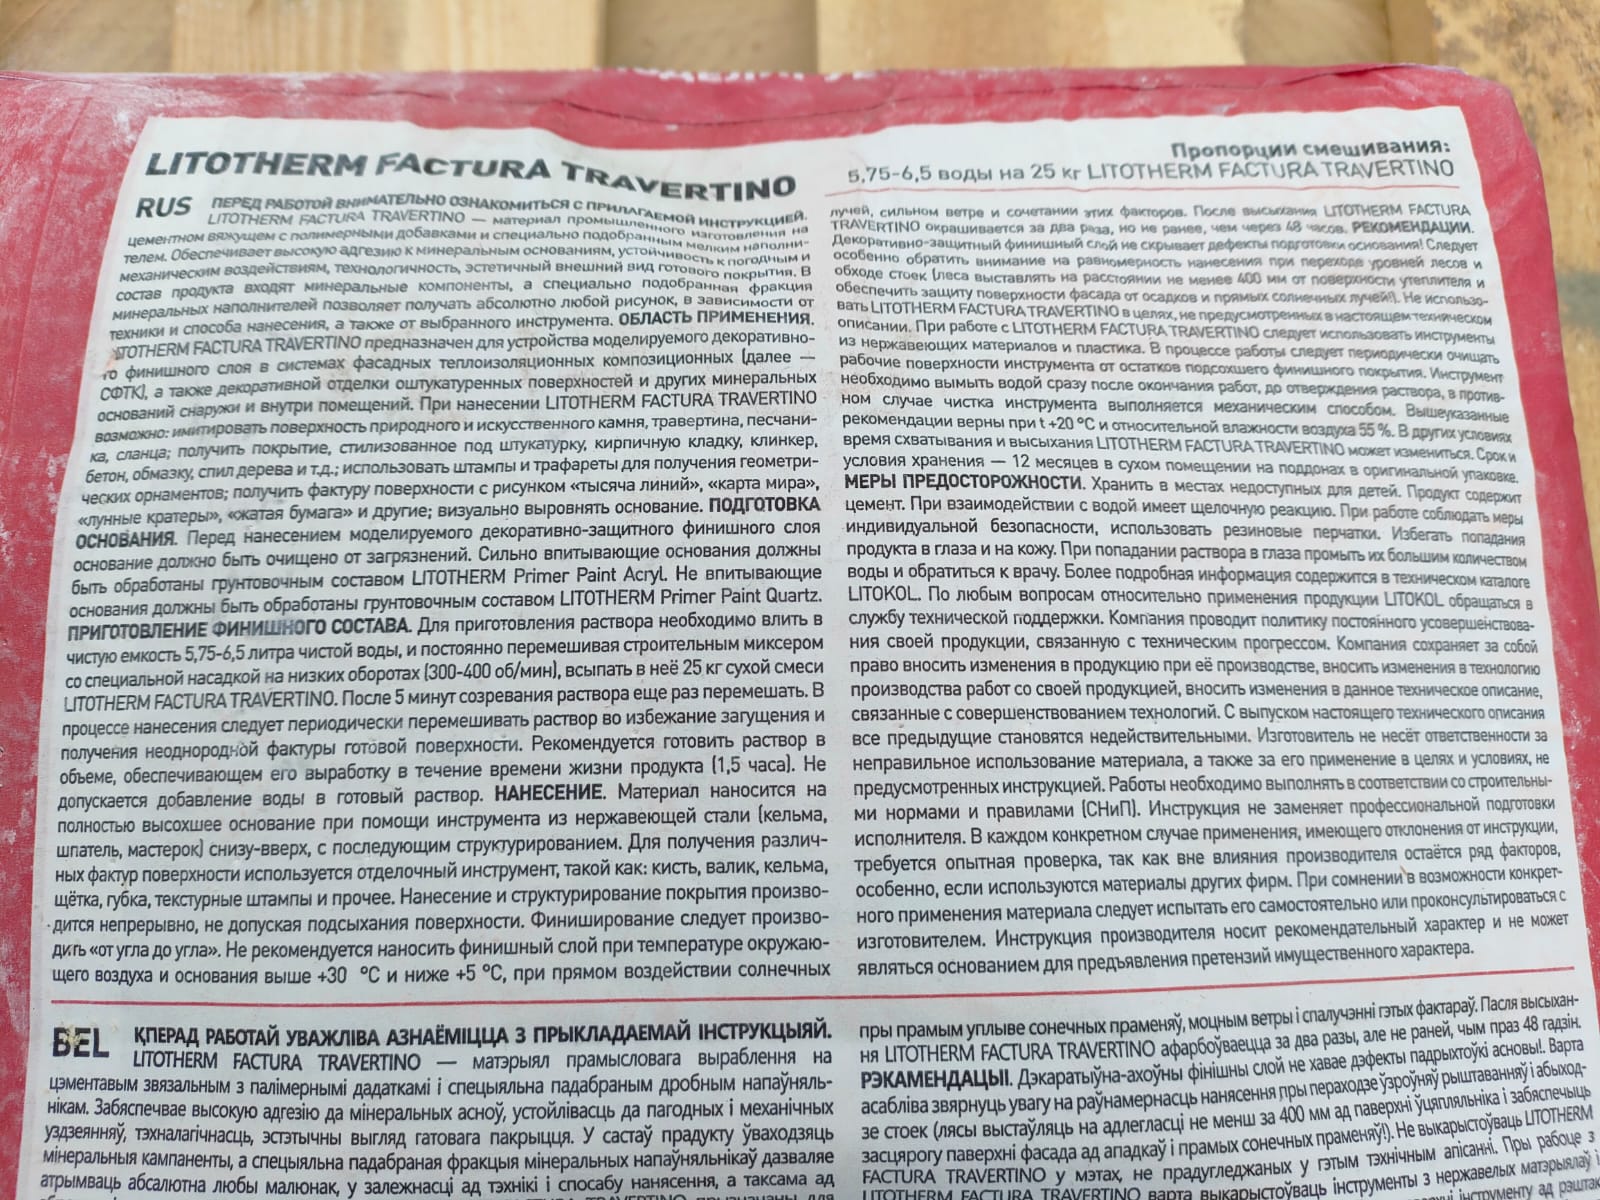 LITOTHERM FACTURA TRAVERTINO
Пропорции смешивания:
5,75-6,5 воды на 25 кг LITOTHERM FACTURA TRAVERTINO
RUS ПЕРЕД РАБОТОЙ ВНИМАТЕЛЬНО ОЗНАКОМИТЬСЯ С ПРИЛАГАЕМОЙ ИНСТРУКЦИЕЙ.
LITOTHERM FACTURA TRAVERTINO — материал промышленного изготовления на
цементном вяжущем с полимерными добавками и специально подобранным мелким наполни-
телем. Обеспечивает высокую адгезию к минеральным основаниям, устойчивость к погодным и
механическим воздействиям, технологичность, эстетичный внешний вид готового покрытия. В
состав продукта входят минеральные компоненты, а специально подобранная фракция
минеральных наполнителей позволяет получать абсолютно любой рисунок, в зависимости от
техники и способа нанесения, а также от выбранного инструмента. ОБЛАСТЬ ПРИМЕНЕНИЯ.
LITOTHERM FACTURA TRAVERTINO предназначен для устройства моделируемого декоративно-
го финишного слоя в системах фасадных теплоизоляционных композиционных (далее —
СФТК), а также декоративной отделки оштукатуренных поверхностей и других минеральных
оснований снаружи и внутри помещений. При нанесении LITOTHERM FACTURA TRAVERTINO
возможно: имитировать поверхность природного и искусственного камня, травертина, песчани-
ка, сланца; получить покрытие, стилизованное под штукатурку, кирпичную кладку, клинкер,
бетон, обмазку, спил дерева и т.д.; использовать штампы и трафареты для получения геометри-
ческих орнаментов; получить фактуру поверхности с рисунком «тысяча линий», «карта мира»,
«лунные кратеры», «жатая бумага» и другие; визуально выровнять основание. ПОДГОТОВКА
ОСНОВАНИЯ. Перед нанесением моделируемого декоративно-защитного финишного слоя
основание должно быть очищено от загрязнений. Сильно впитывающие основания должны
быть обработаны грунтовочным составом LITOTHERM Primer Paint Acryl. Не впитывающие
основания должны быть обработаны грунтовочным составом LITOTHERM Primer Paint Quartz.
ПРИГОТОВЛЕНИЕ ФИНИШНОГО СОСТАВА. Для приготовления раствора необходимо влить в
чистую емкость 5,75-6,5 литра чистой воды, и постоянно перемешивая строительным миксером
со специальной насадкой на низких оборотах (300-400 об/мин), всыпать в неё 25 кг сухой смеси
LITOTHERM FACTURA TRAVERTINO. После 5 минут созревания раствора еще раз перемешать. В
процессе нанесения следует периодически перемешивать раствор во избежание загущения и
получения неоднородной фактуры готовой поверхности. Рекомендуется готовить раствор в
объеме, обеспечивающем его выработку в течение времени жизни продукта (1,5 часа). Не
допускается добавление воды в готовый раствор. НАНЕСЕНИЕ. Материал наносится на
полностью высохшее основание при помощи инструмента из нержавеющей стали (кельма,
шпатель, мастерок) снизу-вверх, с последующим структурированием. Для получения различ-
ных фактур поверхности используется отделочный инструмент, такой как: кисть, валик, кельма,
щётка, губка, текстурные штампы и прочее. Нанесение и структурирование покрытия произво-
дится непрерывно, не допуская подсыхания поверхности. Финиширование следует произво-
дить «от угла до угла». Не рекомендуется наносить финишный слой при температуре окружаю-
щего воздуха и основания выше +30 °С и ниже +5 °С, при прямом воздействии солнечных
лучей, сильном ветре и сочетании этих факторов. После высыхания LITOTHERM FACTURA
TRAVERTINO окрашивается за два раза, но не ранее, чем через 48 часов. РЕКОМЕНДАЦИИ.
Декоративно-защитный финишный слой не скрывает дефекты подготовки основания! Следует
особенно обратить внимание на равномерность нанесения при переходе уровней лесов и
обходе стоек (леса выставлять на расстоянии не менее 400 мм от поверхности утеплителя и
обеспечить защиту поверхности фасада от осадков и прямых солнечных лучей!). Не использо-
вать LITOTHERM FACTURA TRAVERTINO в целях, не предусмотренных в настоящем техническом
описании. При работе с LITOTHERM FACTURA TRAVERTINO следует использовать инструменты
из нержавеющих материалов и пластика. В процессе работы следует периодически очищать
рабочие поверхности инструмента от остатков подсохшего финишного покрытия. Инструмент
необходимо вымыть водой сразу после окончания работ, до отверждения раствора, в против-
ном случае чистка инструмента выполняется механическим способом. Вышеуказанные
рекомендации верны при t +20 °С и относительной влажности воздуха 55 %. В других условиях
время схватывания и высыхания LITOTHERM FACTURA TRAVERTINO может измениться. Срок и
условия хранения — 12 месяцев в сухом помещении на поддонах в оригинальной упаковке.
МЕРЫ ПРЕДОСТОРОЖНОСТИ. Хранить в местах недоступных для детей. Продукт содержит
цемент. При взаимодействии с водой имеет щелочную реакцию. При работе соблюдать меры
индивидуальной безопасности, использовать резиновые перчатки. Избегать попадания
продукта в глаза и на кожу. При попадании раствора в глаза промыть их большим количеством
воды и обратиться к врачу. Более подробная информация содержится в техническом каталоге
LITOKOL. По любым вопросам относительно применения продукции LITOKOL обращаться в
службу технической поддержки. Компания проводит политику постоянного усовершенствова-
ния своей продукции, связанную с техническим прогрессом. Компания сохраняет за собой
право вносить изменения в продукцию при её производстве, вносить изменения в технологию
производства работ со своей продукцией, вносить изменения в данное техническое описание,
связанные с совершенствованием технологий. С выпуском настоящего технического описания
все предыдущие становятся недействительными. Изготовитель не несёт ответственности за
неправильное использование материала, а также за его применение в целях и условиях, не
предусмотренных инструкцией. Работы необходимо выполнять в соответствии со строительны-
ми нормами и правилами (СНиП). Инструкция не заменяет профессиональной подготовки
исполнителя. В каждом конкретном случае применения, имеющего отклонения от инструкции,
требуется опытная проверка, так как вне влияния производителя остаётся ряд факторов,
особенно, если используются материалы других фирм. При сомнении в возможности конкрет-
ного применения материала следует испытать его самостоятельно или проконсультироваться с
изготовителем. Инструкция производителя носит рекомендательный характер и не может
являться основанием для предъявления претензий имущественного характера.
BEL ҚПЕРАД РАБОТАЙ УВАЖЛІВА АЗНАЁМІЦЦА З ПРЫКЛАДАЕМАЙ ІНСТРУКЦЫЯЙ.
LITOTHERM FACTURA TRAVERTINO — матэрыял прамысловага выраблення на
цэментавым звязальным з палімернымі дадаткамі і спецыяльна падабраным дробным напаўняль-
нікам. Забяспечвае высокую адгезію да мінеральных асноў, устойлівасць да пагодных і механічных
уздзеянняў, тэхналагічнасць, эстэтычны выгляд гатовага пакрыцця. У састаў прадукту ўваходзяць
мінеральныя кампаненты, а спецыяльна падабраная фракцыя мінеральных напаўняльнікаў дазваляе
атрымваць абсалютна любы малюнак, у залежнасці ад тэхнікі і спосабу нанясення, а таксама ад
пры прамым уплыве сонечных праменяў, моцным ветры і спалучэнні гэтых фактараў. Пасля высыхан-
ня LITOTHERM FACTURA TRAVERTINO афарбоўваецца за два разы, але не раней, чым праз 48 гадзін.
РЭКАМЕНДАЦЫІ. Дэкаратыўна-ахоўны фінішны слой не хавае дэфекты падрыхтоўкі асновы!. Варта
асабліва звярнуць увагу на раўнамернасць нанясення пры пераходзе ўзроўняў рыштаванняў і абыход-
зе стоек (лясы выстаўляць на адлегласці не менш за 400 мм ад паверхні ўцяпляльніка і забяспечыць
засцярогу паверхні фасада ад ападкаў і прамых сонечных праменяў!). Не выкарыстоўваць LITOTHERM
FACTURA TRAVERTINO у мэтах, не прадугледжаных у гэтым тэхнічным апісанні. Пры рабоце з
LITOTHERM FACTURA TRAVERTINO варта выкарыстоўваць інструменты з нержавелых матэрыялаў і